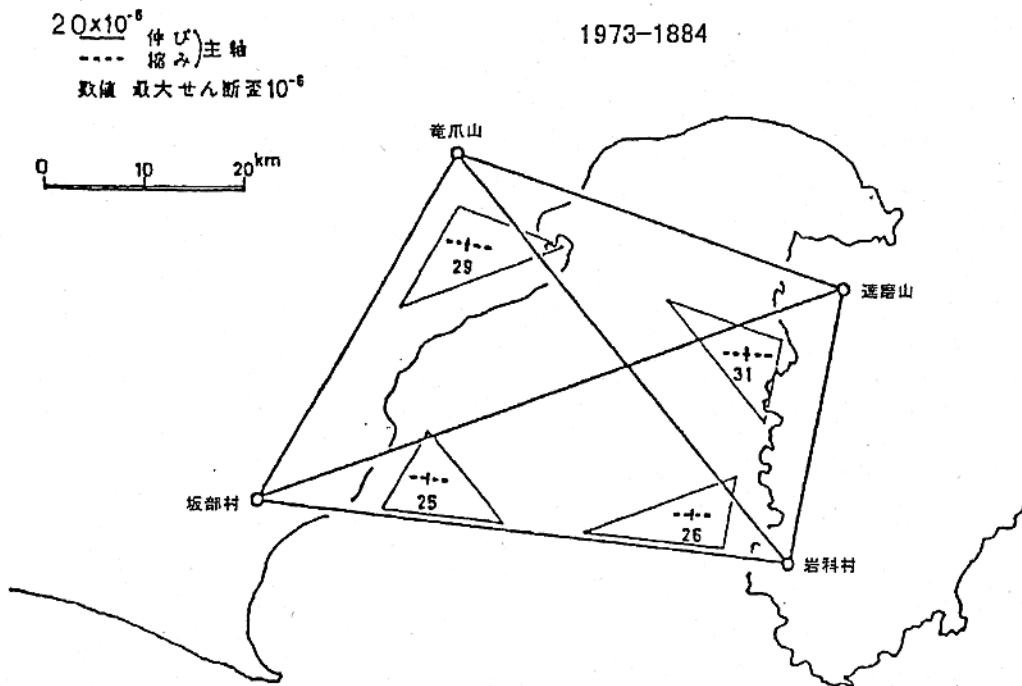 20×10⁻⁶
伸び
縮み)主軸
数値 最大せん断歪10⁻⁶
1973-1884
0 10 20km
竜爪山
達磨山
坂部村
岩科村
29
31
25
26